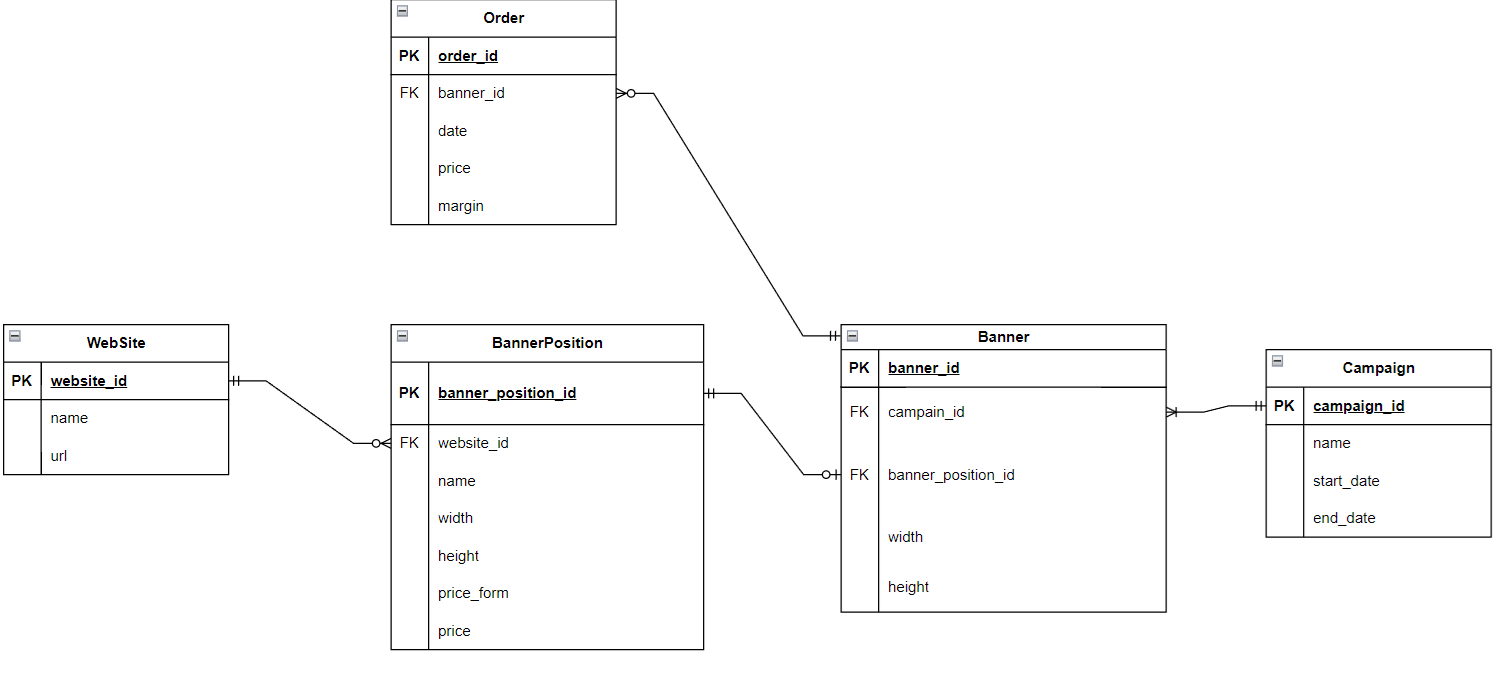 Order
PK order_id
FK banner_id
date
price
margin
WebSite
PK website_id
name
url
BannerPosition
PK banner_position_id
FK website_id
name
width
height
price_form
price
Banner
PK banner_id
FK campain_id
FK banner_position_id
width
height
Campaign
PK campaign_id
name
start_date
end_date